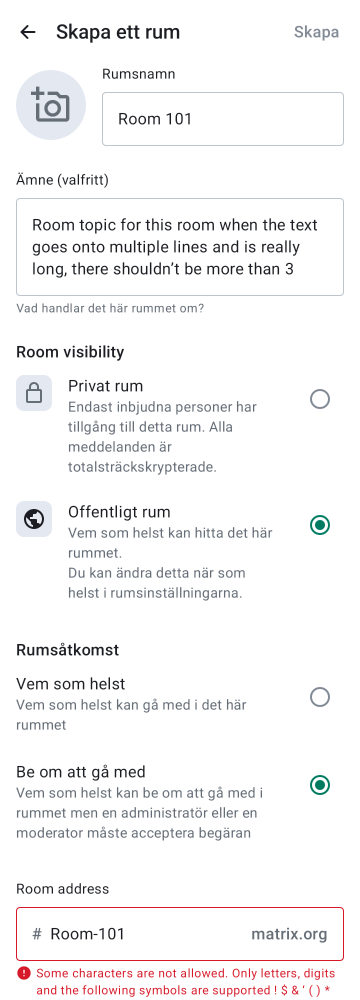 Skapa ett rum
Skapa
Rumsnamn
Room 101
Ämne (valfritt)
Room topic for this room when the text
goes onto multiple lines and is really
long, there shouldn’t be more than 3
Vad handlar det här rummet om?
Room visibility
Privat rum
Endast inbjudna personer har
tillgång till detta rum. Alla
meddelanden är
totalsträckskrypterade.
Offentligt rum
Vem som helst kan hitta det här
rummet.
Du kan ändra detta när som
helst i rumsinställningarna.
Rumsåtkomst
Vem som helst
Vem som helst kan gå med i det här
rummet
Be om att gå med
Vem som helst kan be om att gå med i
rummet men en administratör eller en
moderator måste acceptera begäran
Room address
# Room-101 matrix.org
Some characters are not allowed. Only letters, digits
and the following symbols are supported ! $ & ‘ ( ) *